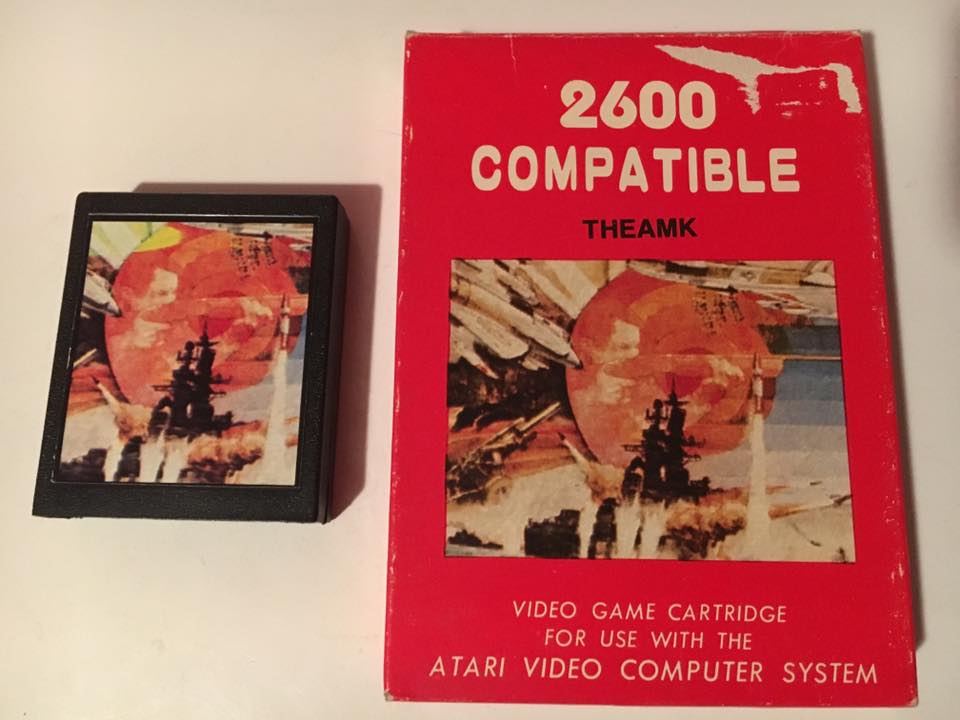 2600
COMPATIBLE
THEAMK
VIDEO GAME CARTRIDGE
FOR USE WITH THE
ATARI VIDEO COMPUTER SYSTEM